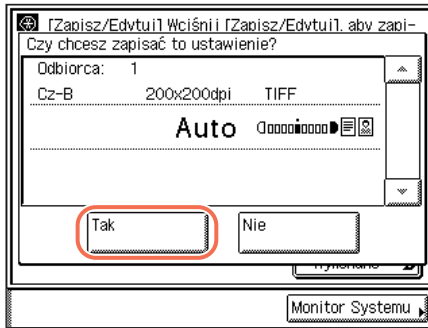 [Zapisz/Edytuj] Wciśnij [Zapisz/Edytuj], aby zapi-
Czy chcesz zapisać to ustawienie?
Odbiorca: 1
Cz-B 200x200dpi TIFF
Auto
Tak Nie
Monitor Systemu